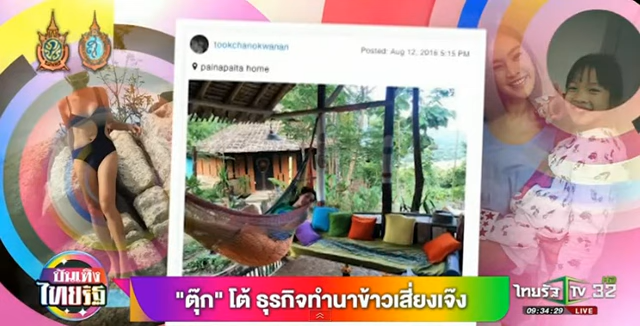 tookchanokwanan
Posted: Aug 12, 2016 5:15 PM
painapaita home
บันเทิง
ไทยรัฐ
"ตุ๊ก" โต้ ธุรกิจทำนาข้าวเสี่ยงเจ๊ง
ไทยรัฐ TV 32
09:34:29 LIVE